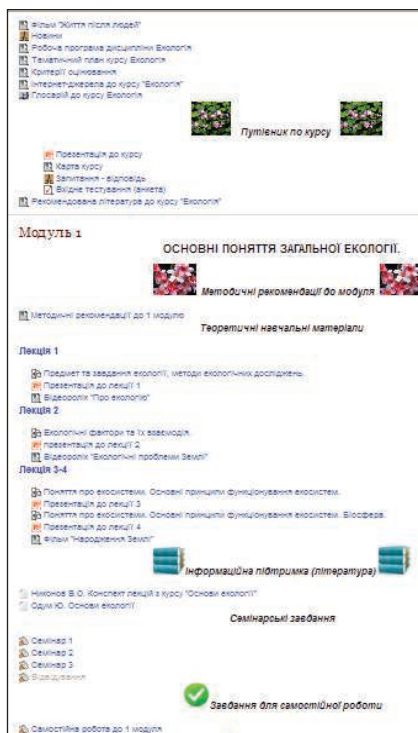 Фільм "Життя після людей"
Новини
Робоча програма дисципліни Екологія
Тематичний план курсу Екологія
Критерії оцінювання
Інтернет-джерела до курсу "Екологія"
Глосарій до курсу Екологія
Путівник по курсу
Презентація до курсу
Карта курсу
Запитання - відповідь
Вхідне тестування (анкета)
Рекомендована література до курсу "Екологія"
Модуль 1
ОСНОВНІ ПОНЯТТЯ ЗАГАЛЬНОЇ ЕКОЛОГІЇ.
Методичні рекомендації до модуля
Методичні рекомендації до 1 модулю
Теоретичні навчальні матеріали
Лекція 1
Предмет та завдання екології, методи екологічних досліджень.
Презентація до лекції 1
Відеоролік "Про екологію"
Лекція 2
Екологічні фактори та їх взаємодія.
презентація до лекції 2
Відеоролік "Екологічні проблеми Землі"
Лекція 3-4
Поняття про екосистеми. Основні принципи функціонування екосистем.
Презентація до лекції 3
Поняття про екосистеми. Основні принципи функціонування екосистем. Біосфера.
Презентація до лекції 4
Фільм "Народження Землі"
Інформаційна підтримка (література)
Никонов В.О. Конспект лекцій з курсу "Основи екології"
Одум Ю. Основи екології
Семінарські завдання
Семінар 1
Семінар 2
Семінар 3
Відвідування
Завдання для самостійної роботи
Самостійна робота до 1 модуля